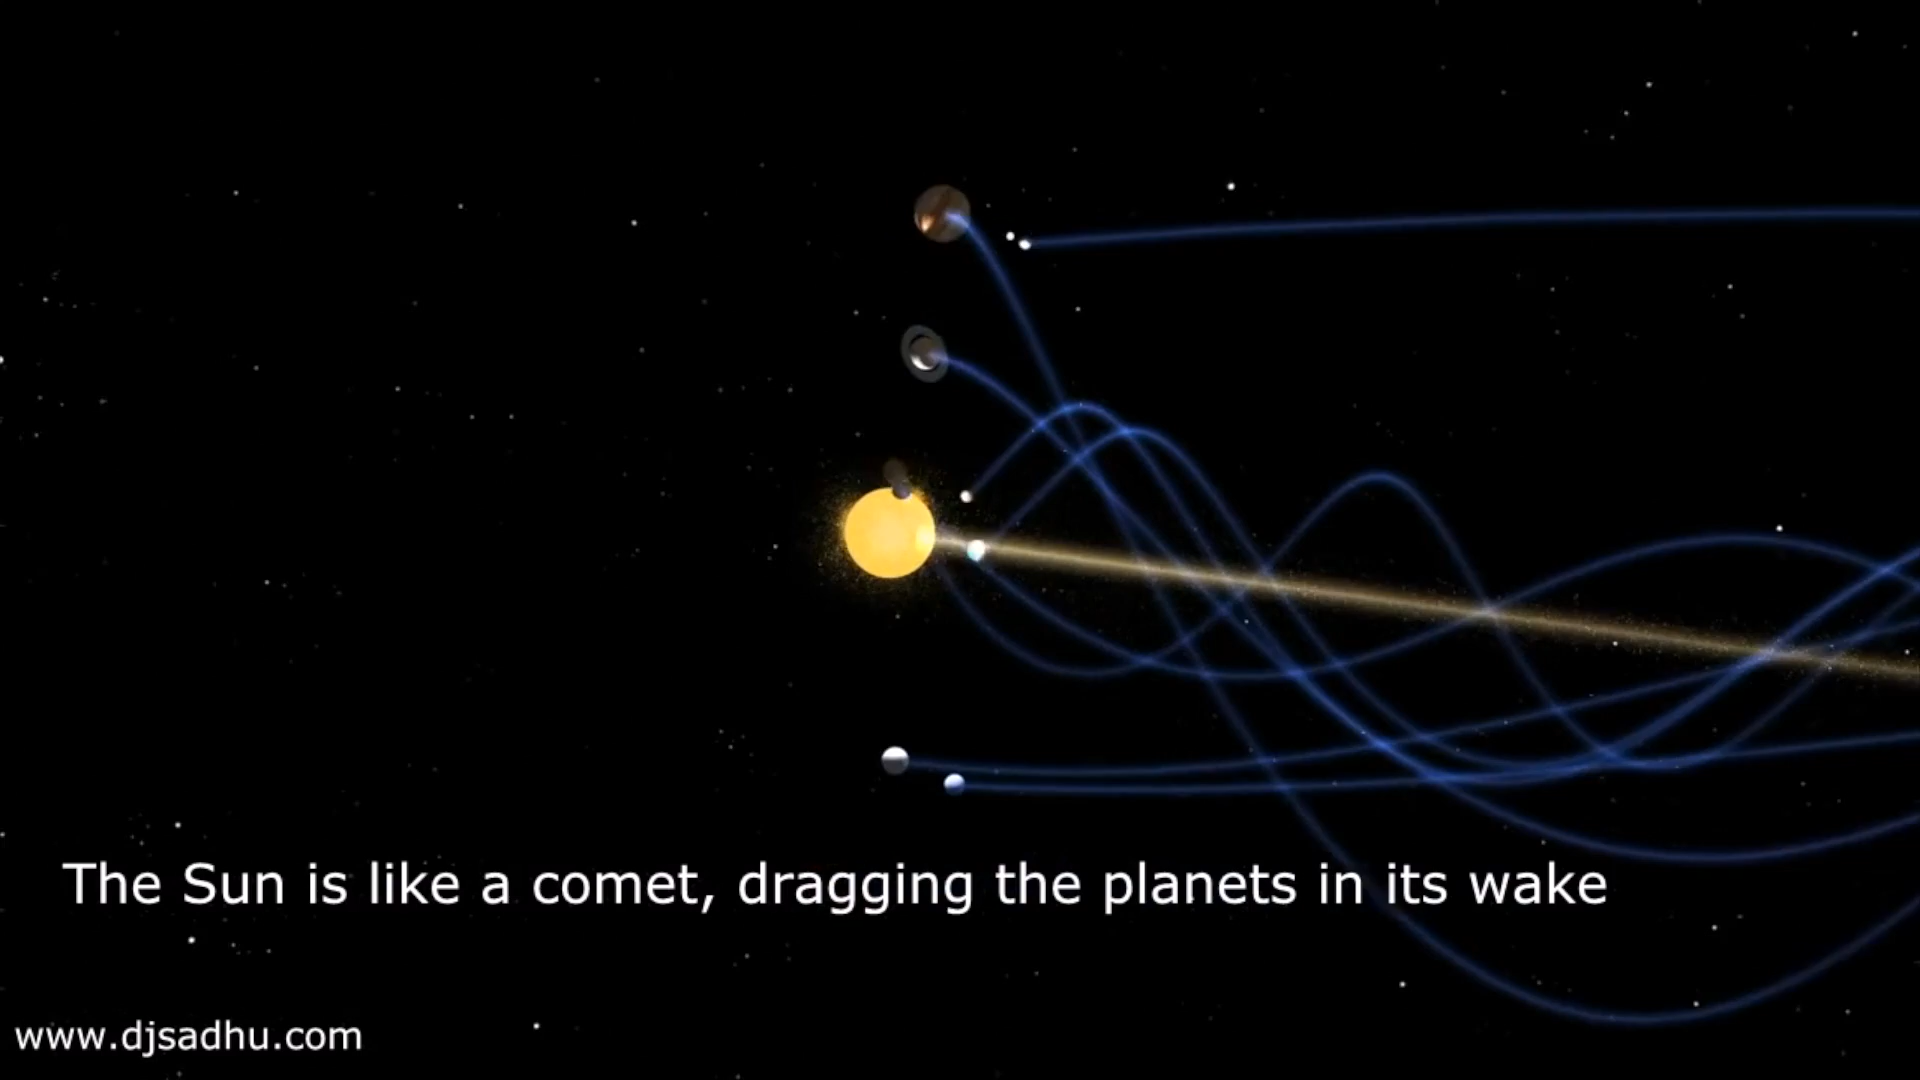 The Sun is like a comet, dragging the planets in its wake
www.djsadhu.com